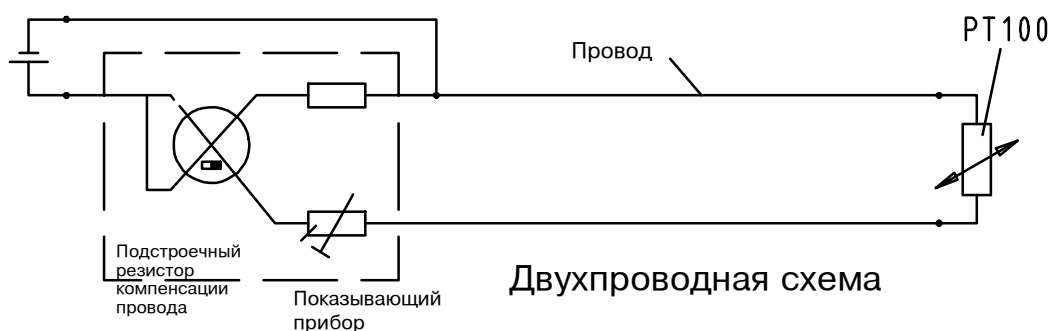 PT100
Провод
Двухпроводная схема
Подстроечный
резистор
компенсации
провода
Показывающий
прибор